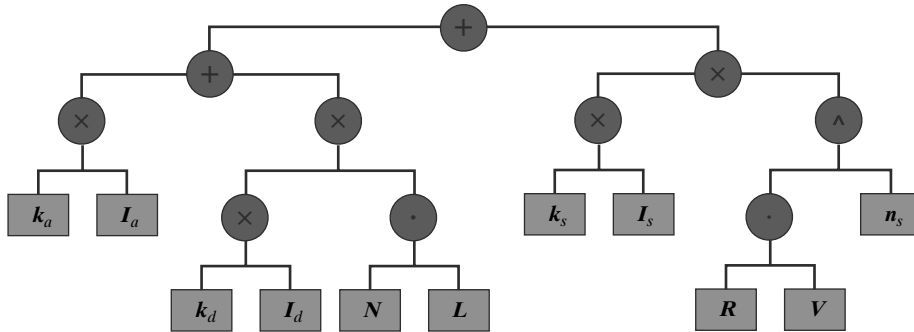 +
+ ×
× × × ^
k_a I_a × · k_s I_s · n_s
k_d I_d N L R V